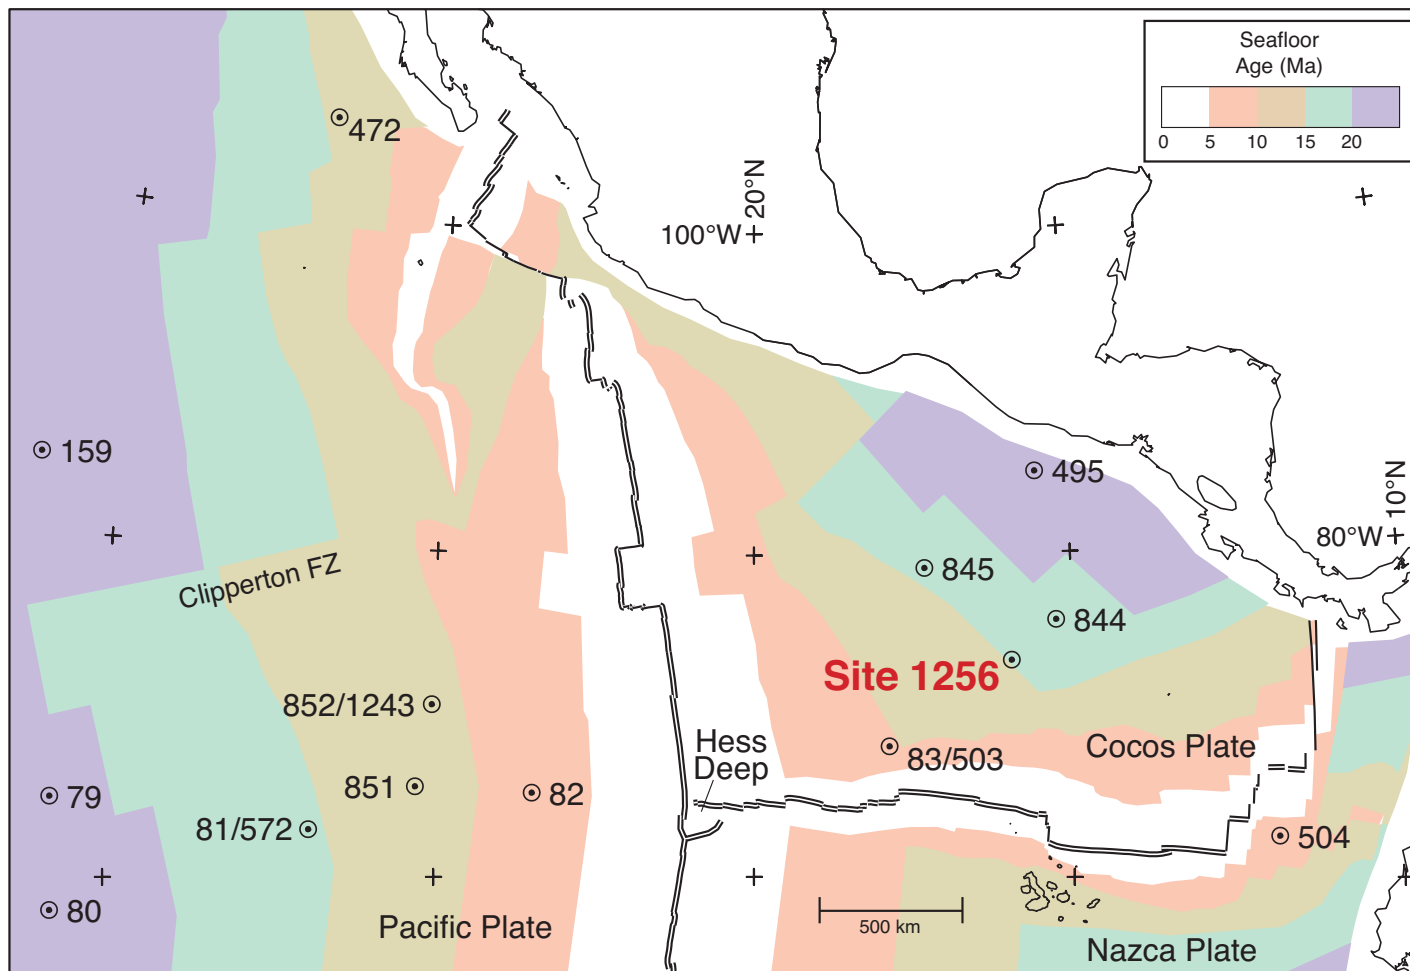 Seafloor
Age (Ma)
0 5 10 15 20
472
20°N
100°W
159
495
10°N
80°W
845
Clipperton FZ
844
Site 1256
852/1243
Hess
Deep
83/503
Cocos Plate
79
851
82
81/572
504
80
Pacific Plate
500 km
Nazca Plate